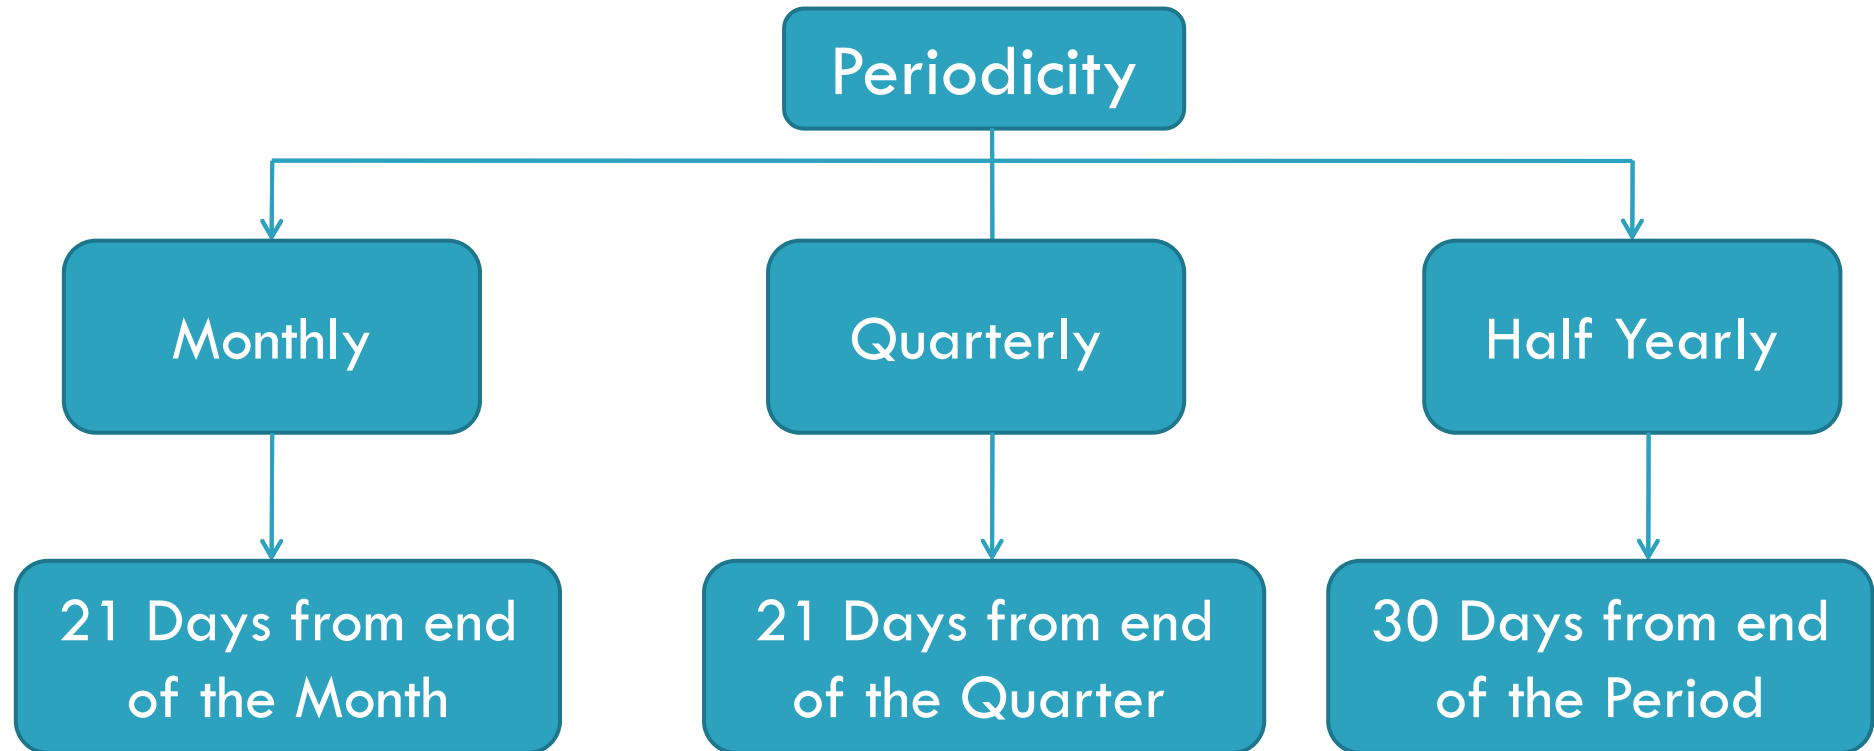 Periodicity
Monthly
Quarterly
Half Yearly
21 Days from end
of the Month
21 Days from end
of the Quarter
30 Days from end
of the Period